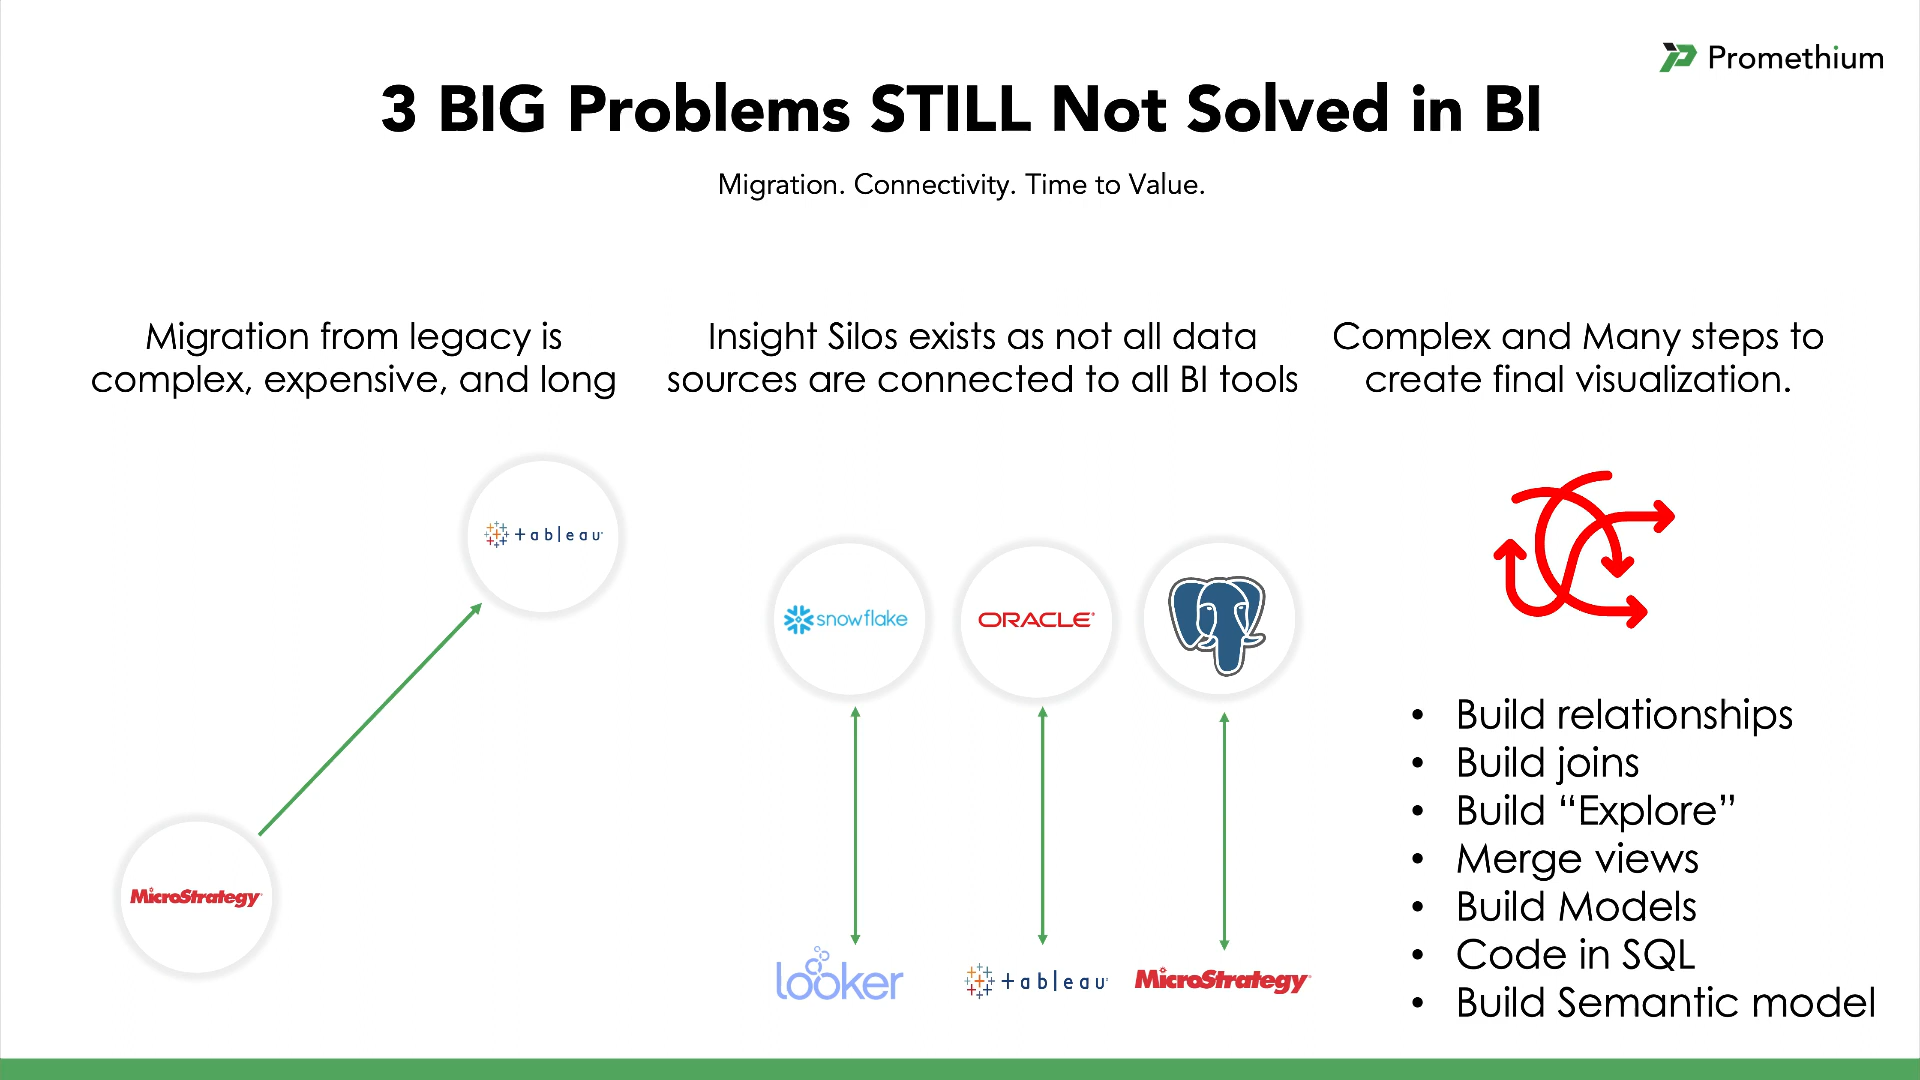 Promethium
3 BIG Problems STILL Not Solved in BI
Migration. Connectivity. Time to Value.
Migration from legacy is
complex, expensive, and long
tableau
MicroStrategy
Insight Silos exists as not all data
sources are connected to all BI tools
snowflake
ORACLE
looker
tableau
MicroStrategy
Complex and Many steps to
create final visualization.
• Build relationships
• Build joins
• Build “Explore”
• Merge views
• Build Models
• Code in SQL
• Build Semantic model